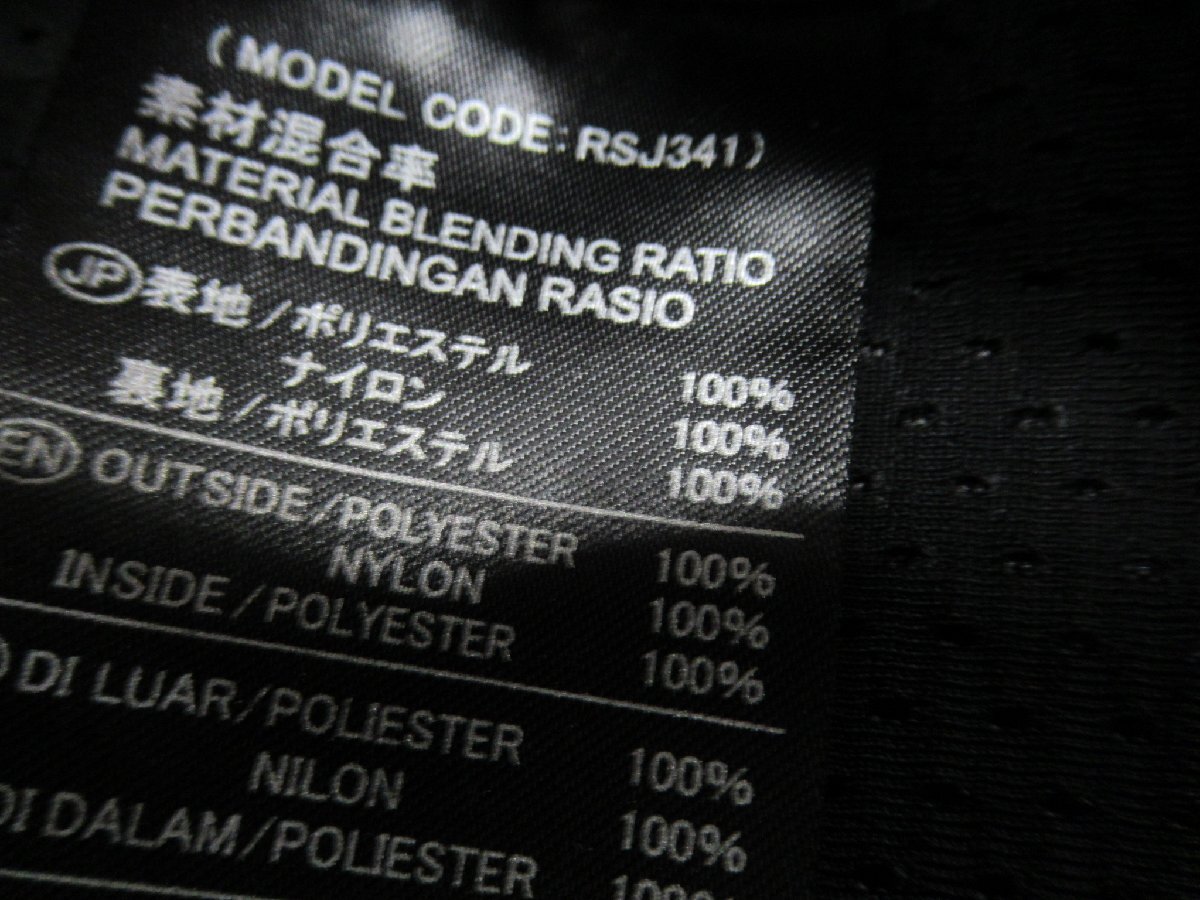 (MODEL CODE: RSJ341)
素材混合率
MATERIAL BLENDING RATIO
PERBANDINGAN RASIO
JP 表地/ポリエステル 100%
ナイロン 100%
裏地/ポリエステル 100%
EN OUTSIDE/POLYESTER 100%
NYLON 100%
INSIDE/POLYESTER 100%
DI LUAR/POLIESTER 100%
NILON 100%
DI DALAM/POLIESTER 100%